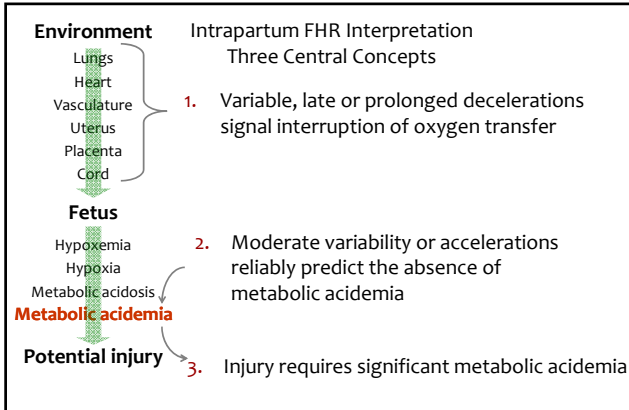 Environment
Lungs
Heart
Vasculature
Uterus
Placenta
Cord
Fetus
Hypoxemia
Hypoxia
Metabolic acidosis
Metabolic acidemia
Potential injury
Intrapartum FHR Interpretation
Three Central Concepts
1. Variable, late or prolonged decelerations
signal interruption of oxygen transfer
2. Moderate variability or accelerations
reliably predict the absence of
metabolic acidemia
3. Injury requires significant metabolic acidemia